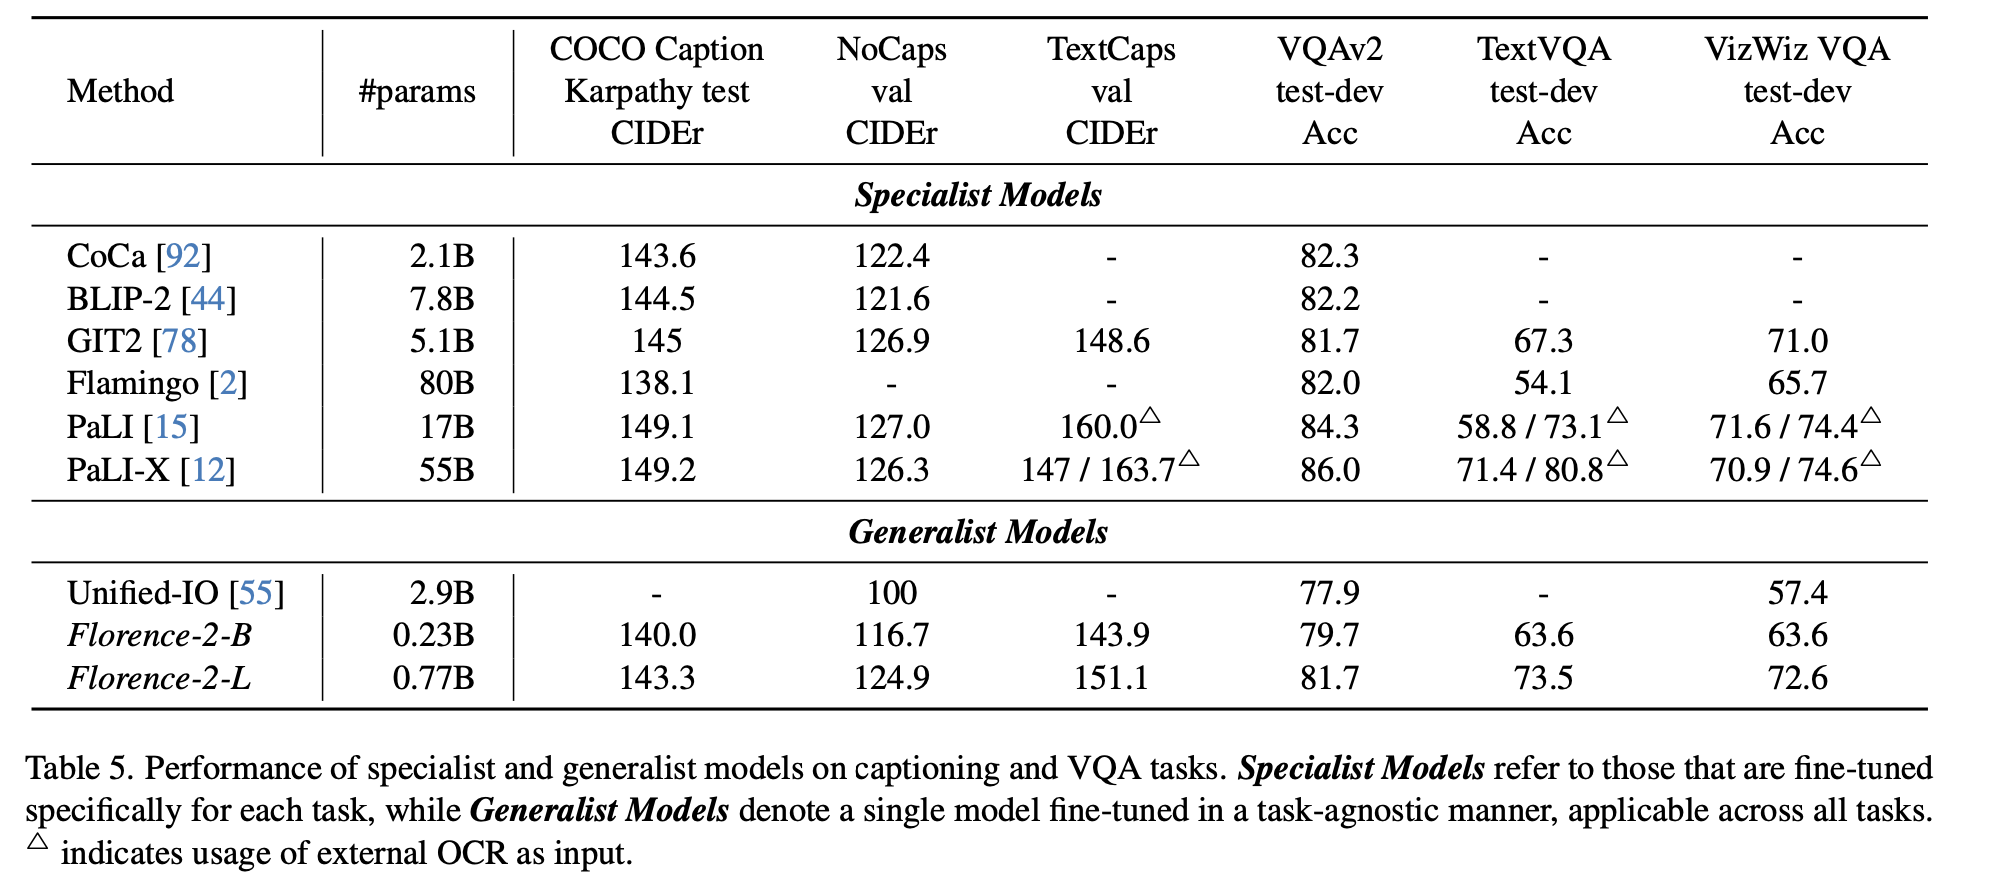 Method #params COCO Caption Karpathy test CIDEr NoCaps val CIDEr TextCaps val CIDEr VQAv2 test-dev Acc TextVQA test-dev Acc VizWiz VQA test-dev Acc
Specialist Models
CoCa [92] 2.1B 143.6 122.4 - 82.3 - -
BLIP-2 [44] 7.8B 144.5 121.6 - 82.2 - -
GIT2 [78] 5.1B 145 126.9 148.6 81.7 67.3 71.0
Flamingo [2] 80B 138.1 - - 82.0 54.1 65.7
PaLI [15] 17B 149.1 127.0 160.0△ 84.3 58.8 / 73.1△ 71.6 / 74.4△
PaLI-X [12] 55B 149.2 126.3 147 / 163.7△ 86.0 71.4 / 80.8△ 70.9 / 74.6△
Generalist Models
Unified-IO [55] 2.9B - 100 - 77.9 - 57.4
Florence-2-B 0.23B 140.0 116.7 143.9 79.7 63.6 63.6
Florence-2-L 0.77B 143.3 124.9 151.1 81.7 73.5 72.6
Table 5. Performance of specialist and generalist models on captioning and VQA tasks. Specialist Models refer to those that are fine-tuned
specifically for each task, while Generalist Models denote a single model fine-tuned in a task-agnostic manner, applicable across all tasks.
△ indicates usage of external OCR as input.